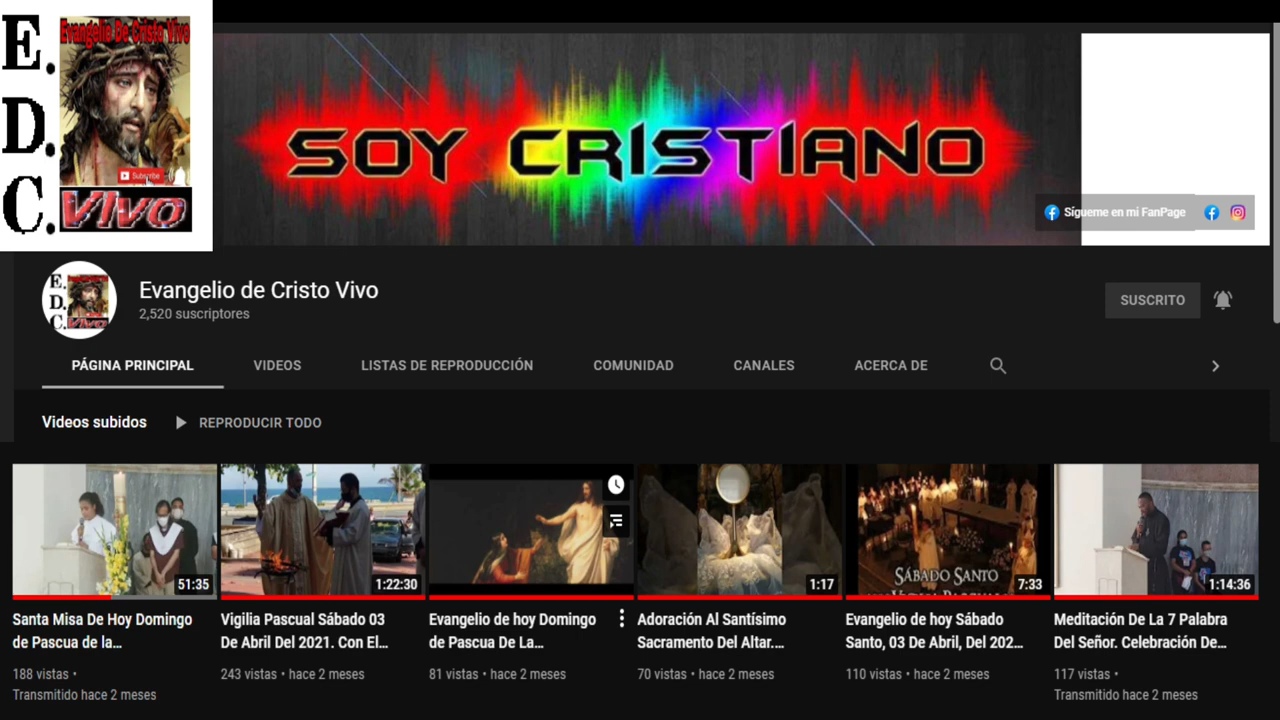 E.
D.
C.
Evangelio De Cristo Vivo
Subscribe
Vivo
SOY CRISTIANO
Sígueme en mi FanPage
E.
D.
C.
Vivo
Evangelio de Cristo Vivo
2,520 suscriptores
SUSCRITO
PÁGINA PRINCIPAL
VIDEOS
LISTAS DE REPRODUCCIÓN
COMUNIDAD
CANALES
ACERCA DE
Videos subidos
REPRODUCIR TODO
51:35
1:22:30
1:17
SÁBADO SANTO
7:33
1:14:36
Santa Misa De Hoy Domingo
de Pascua de la...
188 vistas •
Transmitido hace 2 meses
Vigilia Pascual Sábado 03
De Abril Del 2021. Con El...
243 vistas • hace 2 meses
Evangelio de hoy Domingo
de Pascua De La...
81 vistas • hace 2 meses
Adoración Al Santísimo
Sacramento Del Altar....
70 vistas • hace 2 meses
Evangelio de hoy Sábado
Santo, 03 De Abril, Del 202...
110 vistas • hace 2 meses
Meditación De La 7 Palabra
Del Señor. Celebración De...
117 vistas •
Transmitido hace 2 meses